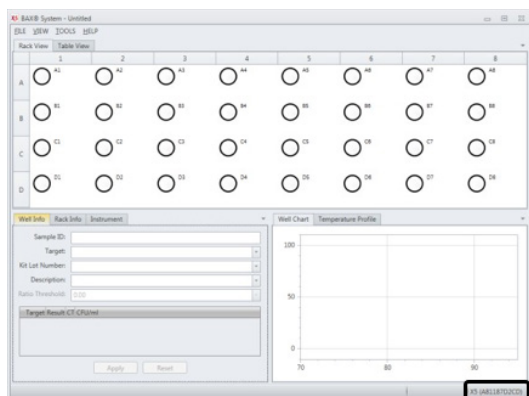 BAX® System - Untitled
FILE VIEW TOOLS HELP
Rack View Table View
1 2 3 4 5 6 7 8
A A1 A2 A3 A4 A5 A6 A7 A8
B B1 B2 B3 B4 B5 B6 B7 B8
C C1 C2 C3 C4 C5 C6 C7 C8
D D1 D2 D3 D4 D5 D6 D7 D8
Well Info Rack Info Instrument
Sample ID:
Target:
Kit Lot Number:
Description:
Ratio Threshold: 0.00
Target Result CT CFU/ml
Apply Reset
Well Chart Temperature Profile
100
50
0
70 80 90
X5 (A81187D2CD)